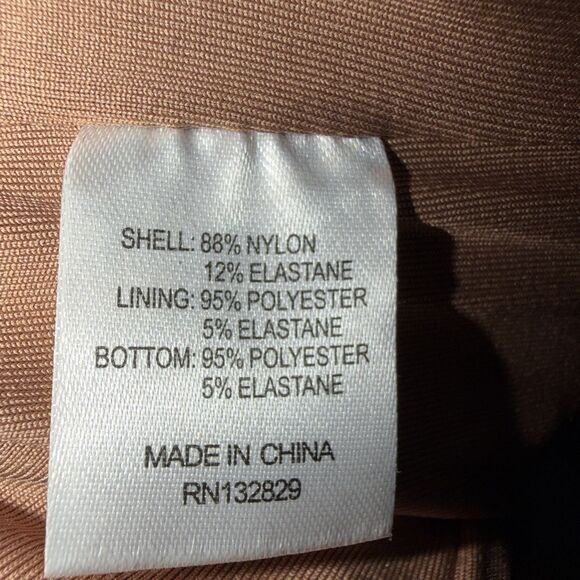 SHELL: 88% NYLON
12% ELASTANE
LINING: 95% POLYESTER
5% ELASTANE
BOTTOM: 95% POLYESTER
5% ELASTANE
MADE IN CHINA
RN132829